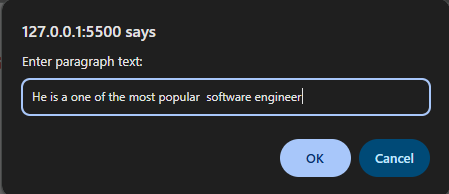 127.0.0.1:5500 says
Enter paragraph text:
He is a one of the most popular  software engineer
OK
Cancel